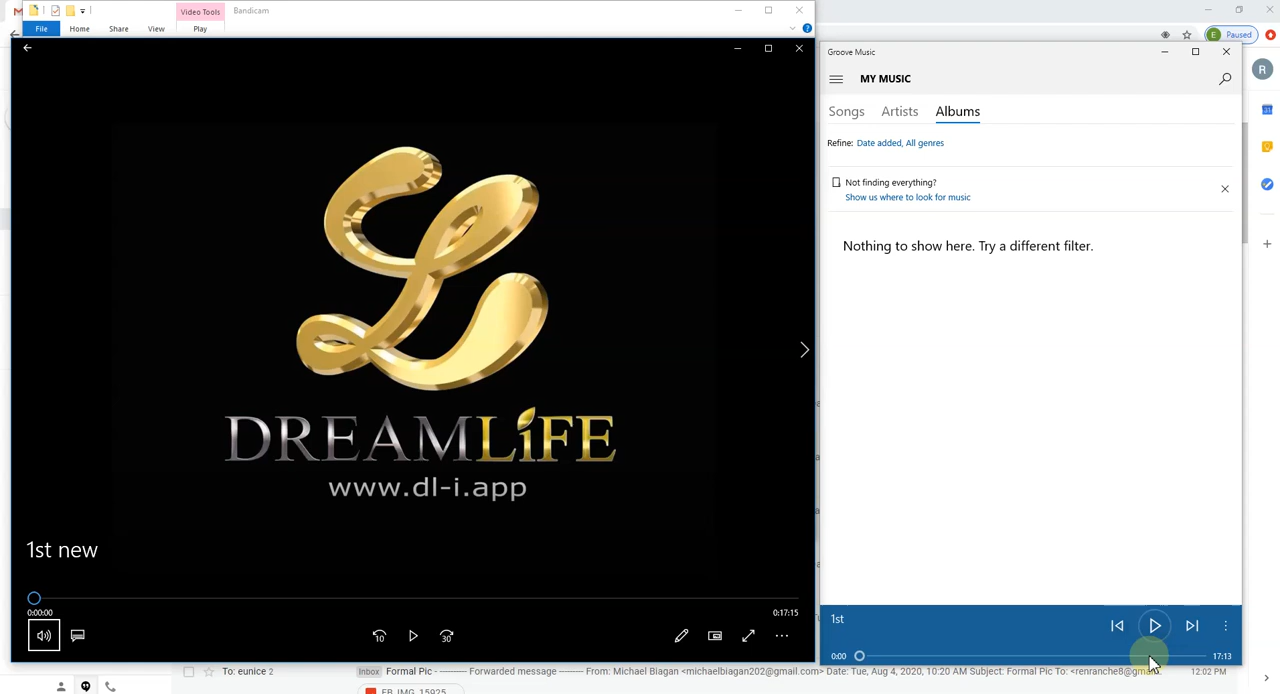 Video Tools
Bandicam
File
Home
Share
View
Play
E
Paused
Groove Music
MY MUSIC
R
Songs
Artists
Albums
Refine: Date added, All genres
Not finding everything?
Show us where to look for music
Nothing to show here. Try a different filter.
L
DREAMLIFE
www.dl-i.app
1st new
0:00:00
0:17:15
10
30
1st
0:00
17:13
To: eunice 2
Inbox
Formal Pic - ---------- Forwarded message --------- From: Michael Biagan <michaelbiagan202@gmail.com> Date: Tue, Aug 4, 2020, 10:20 AM Subject: Formal Pic To: <renranche8@gmail.
12:02 PM
FB_IMG_15925...